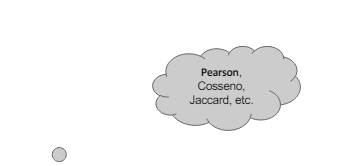 Pearson,
Cosseno,
Jaccard, etc.